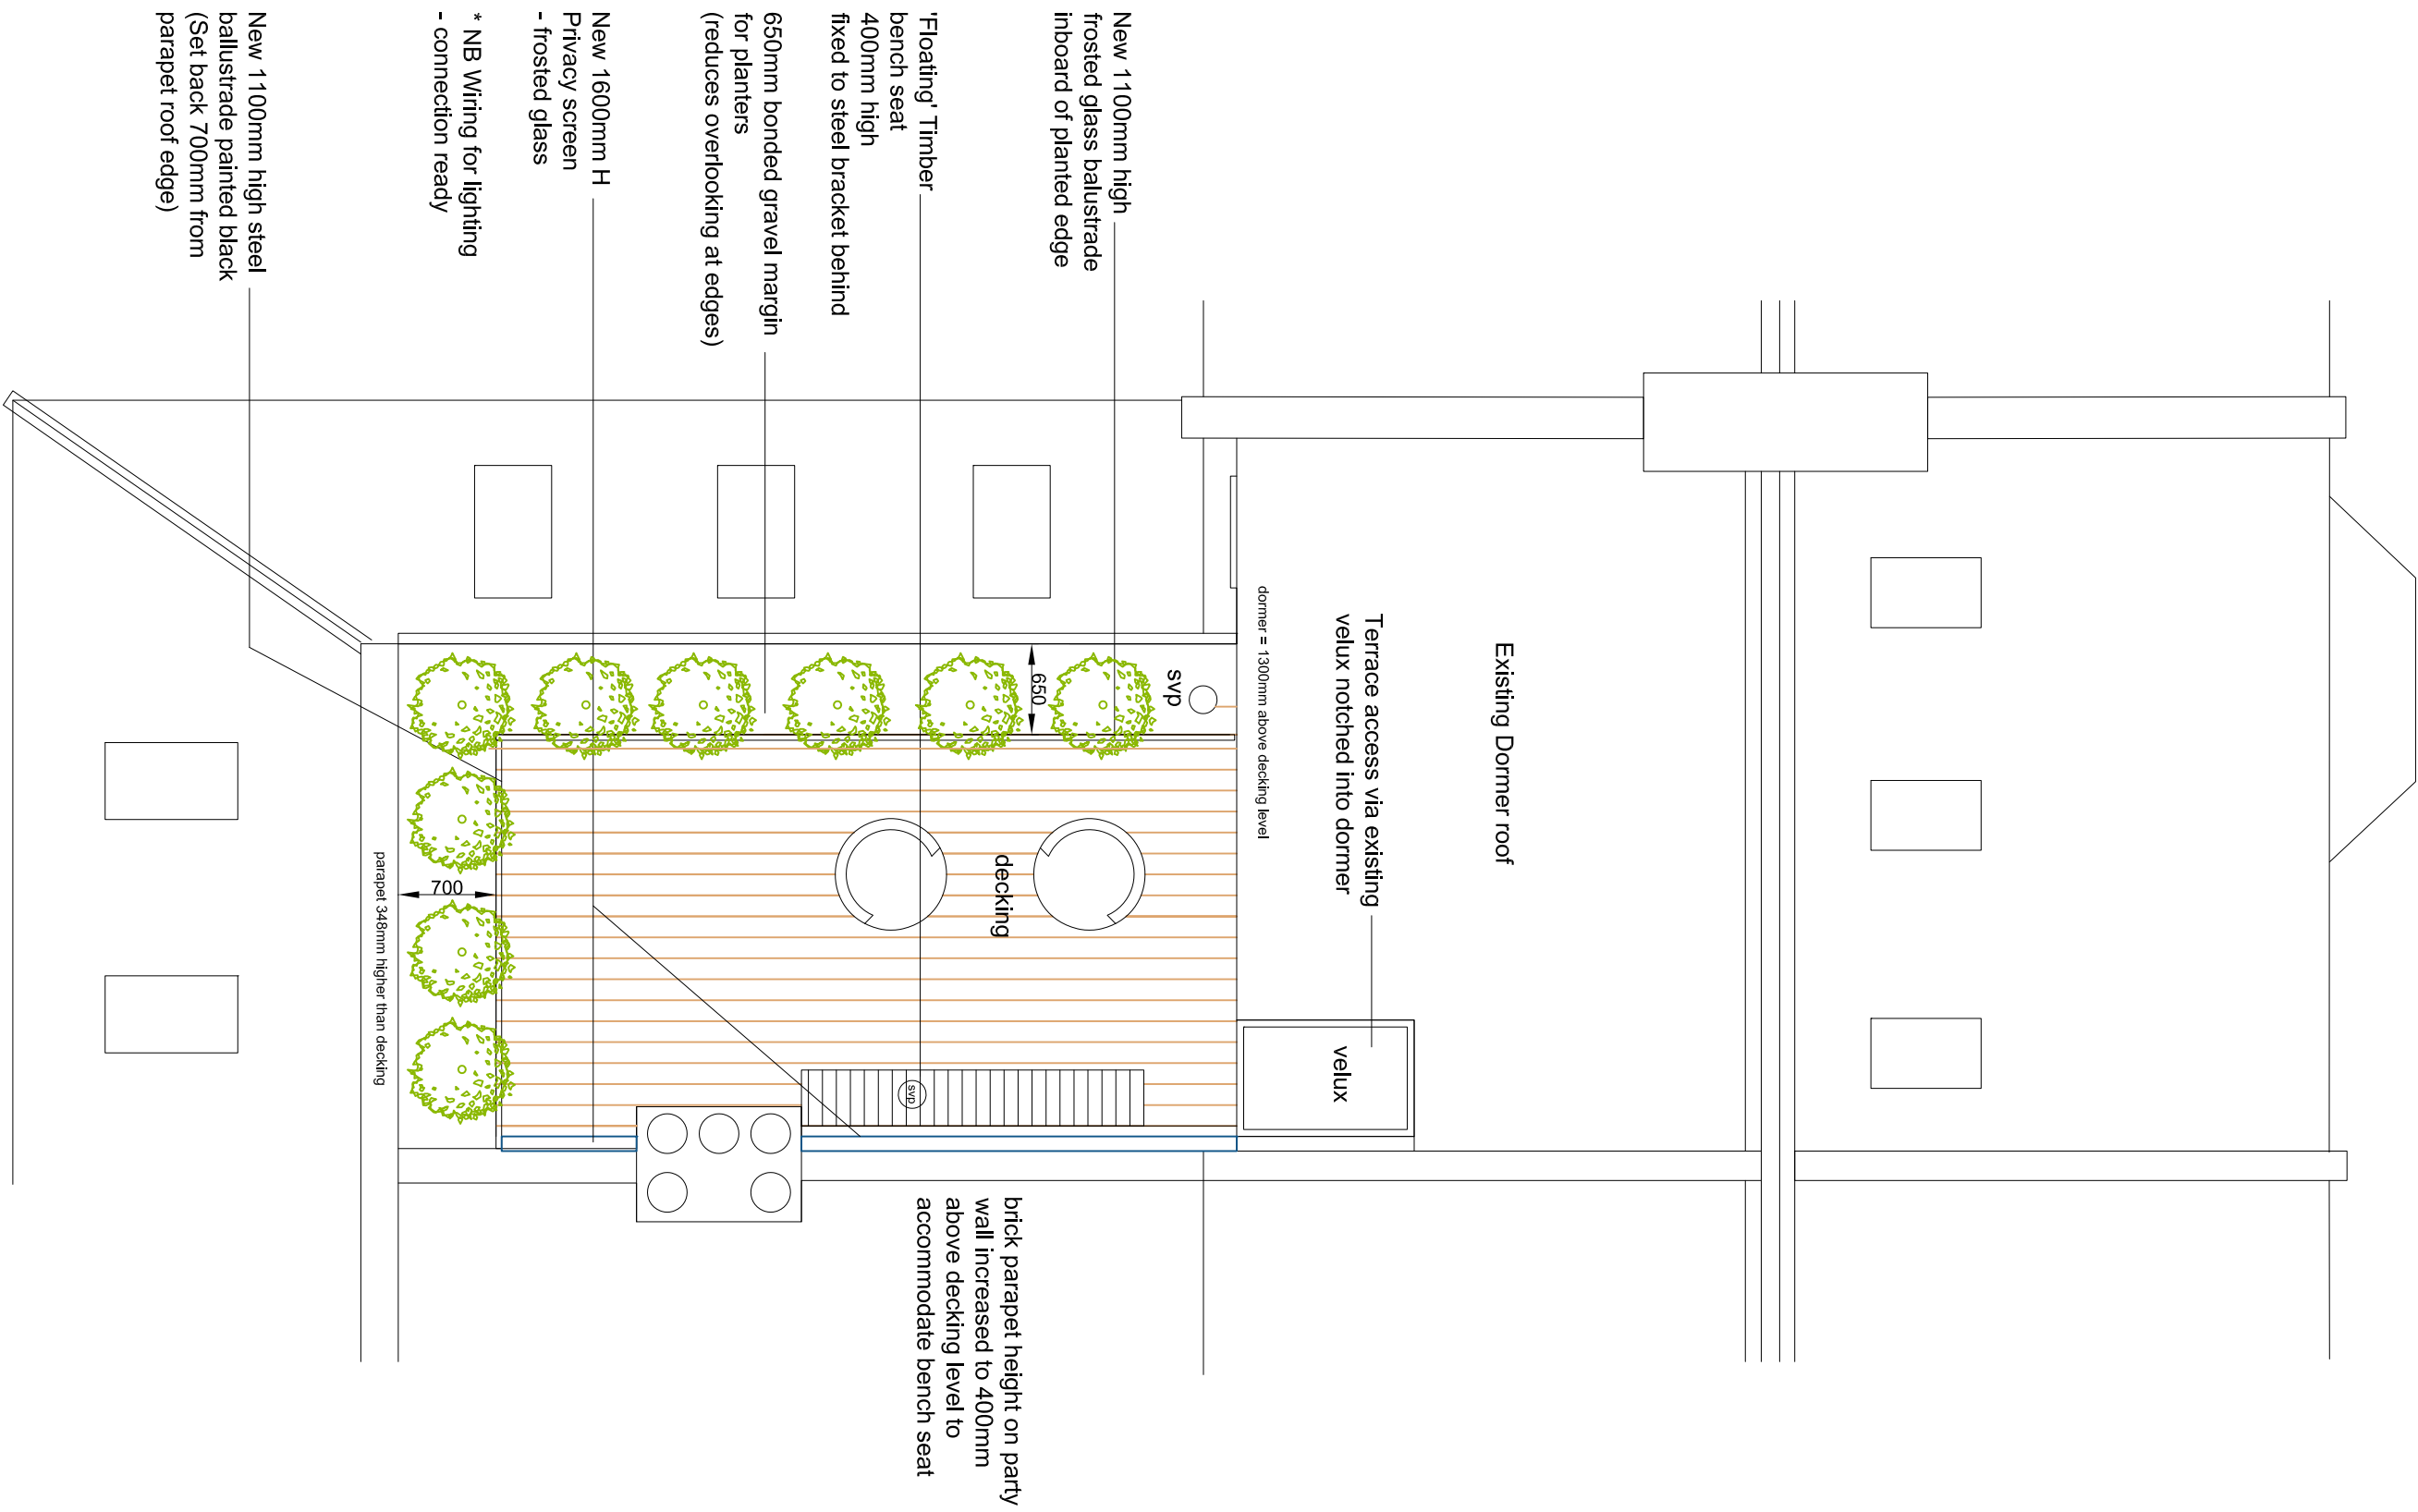 New 1100mm high steel
ballustrade painted black
(Set back 700mm from
parapet roof edge)
* NB Wiring for lighting
- connection ready
New 1600mm H
Privacy screen
- frosted glass
650mm bonded gravel margin
for planters
(reduces overlooking at edges)
'Floating' Timber
bench seat
400mm high
fixed to steel bracket behind
New 1100mm high
frosted glass balustrade
inboard of planted edge
Existing Dormer roof
Terrace access via existing
velux notched into dormer
dormer = 1300mm above decking level
svp
650
decking
700
parapet 348mm higher than decking
velux
svp
brick parapet height on party
wall increased to 400mm
above decking level to
accommodate bench seat